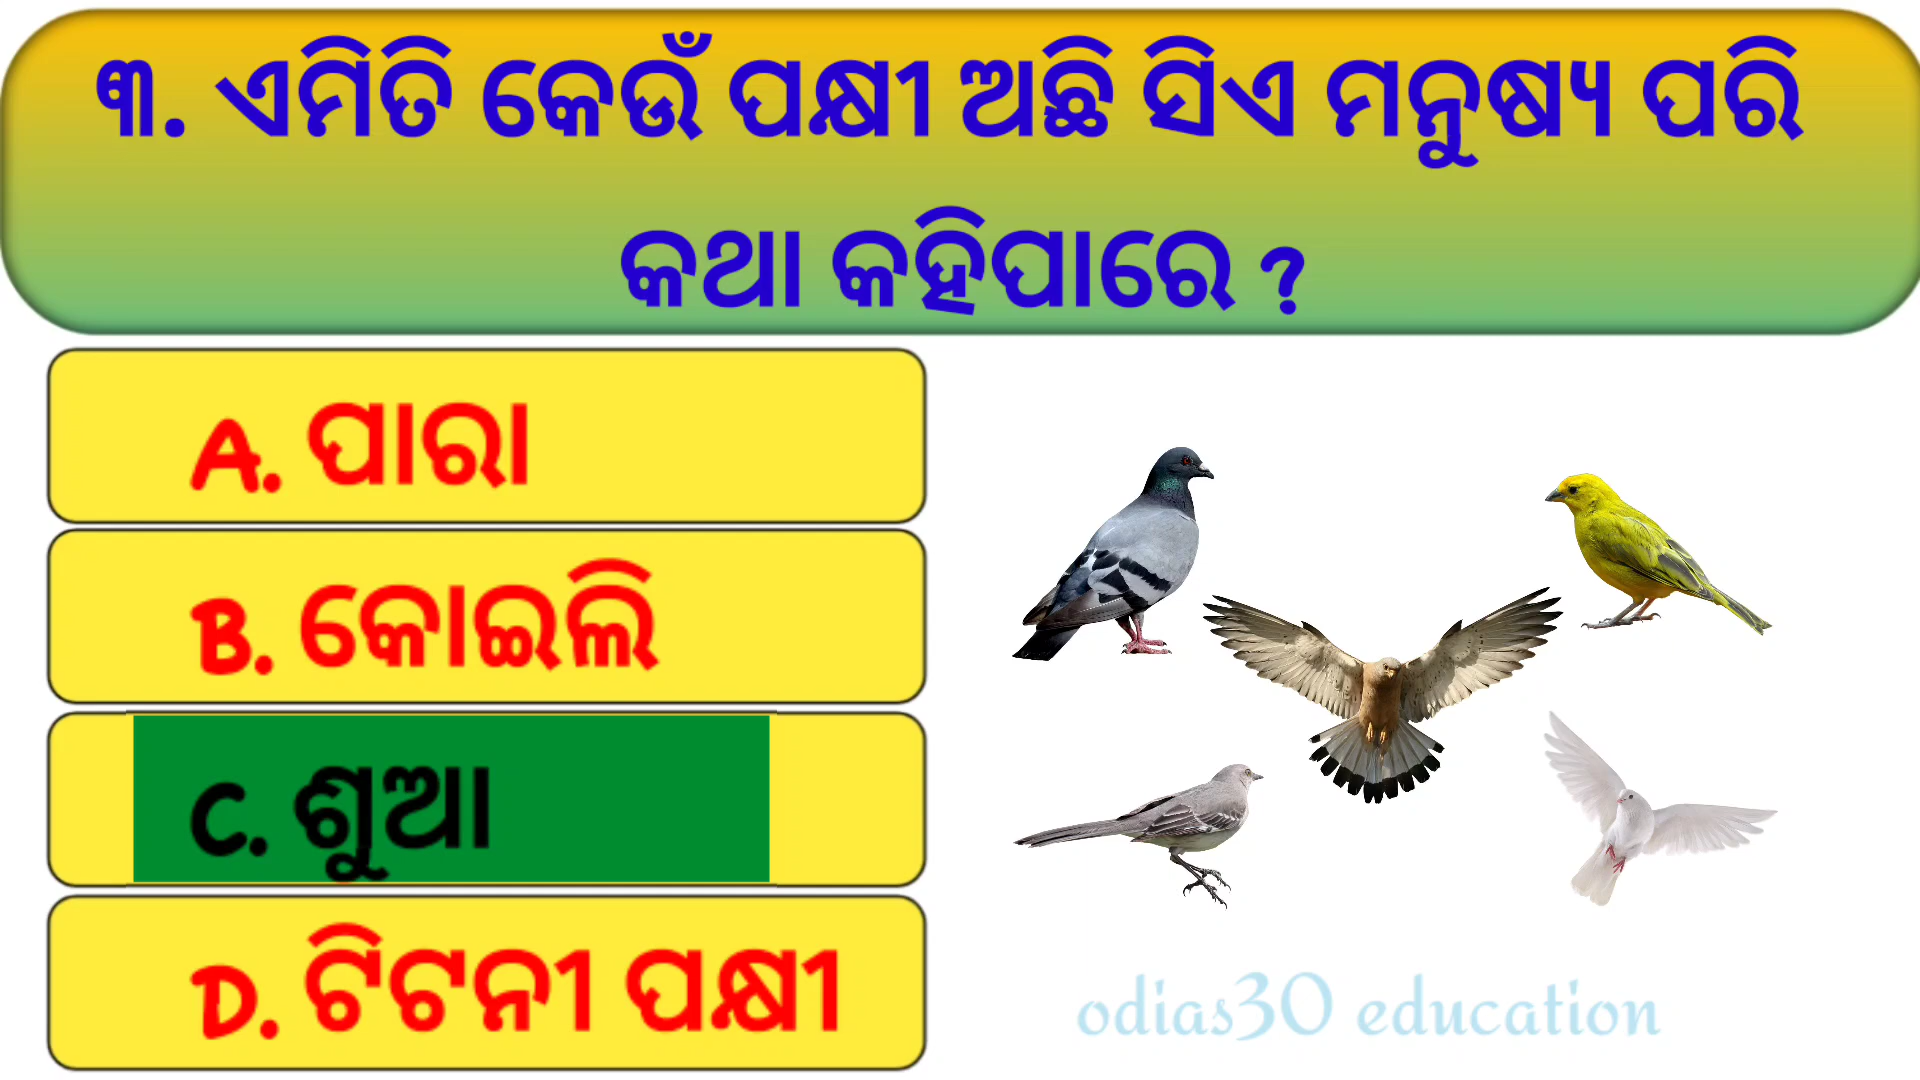 ୩. ଏମିତି କେଉଁ ପକ୍ଷୀ ଅଛି ସିଏ ମନୁଷ୍ୟ ପରି
କଥା କହିପାରେ ?
A. ପାରା
B. କୋଇଲି
C. ଶୁଆ
D. ଟିଟନୀ ପକ୍ଷୀ
odias30 education